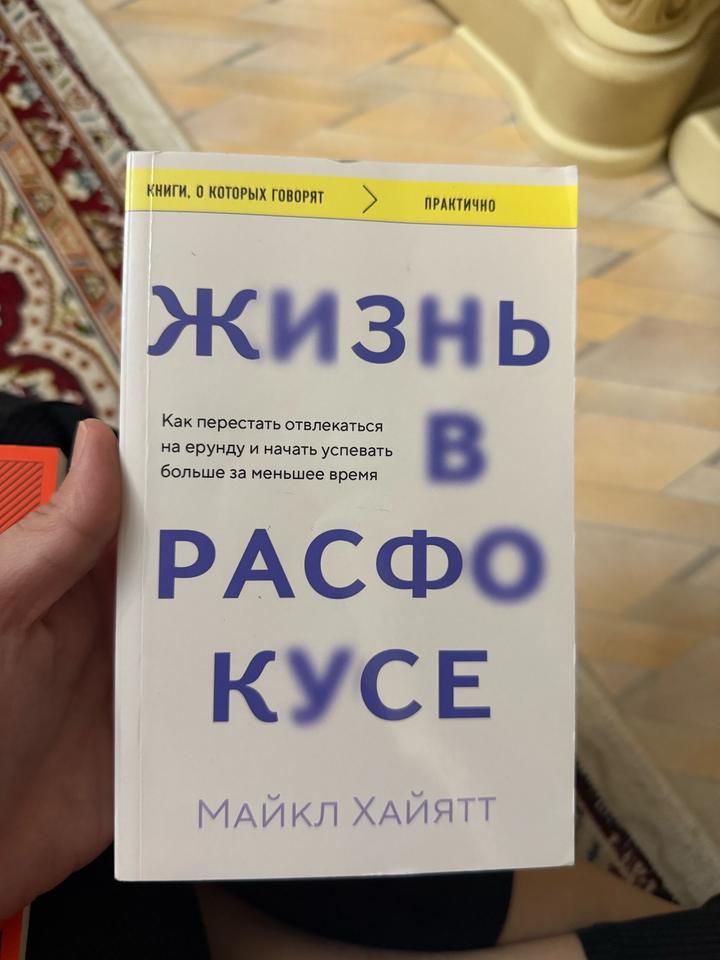 КНИГИ, О КОТОРЫХ ГОВОРЯТ > ПРАКТИЧНО
ЖИЗНЬ
В
Как перестать отвлекаться
на ерунду и начать успевать
больше за меньшее время
РАСФО
КУСЕ
МАЙКЛ ХАЙЯТТ